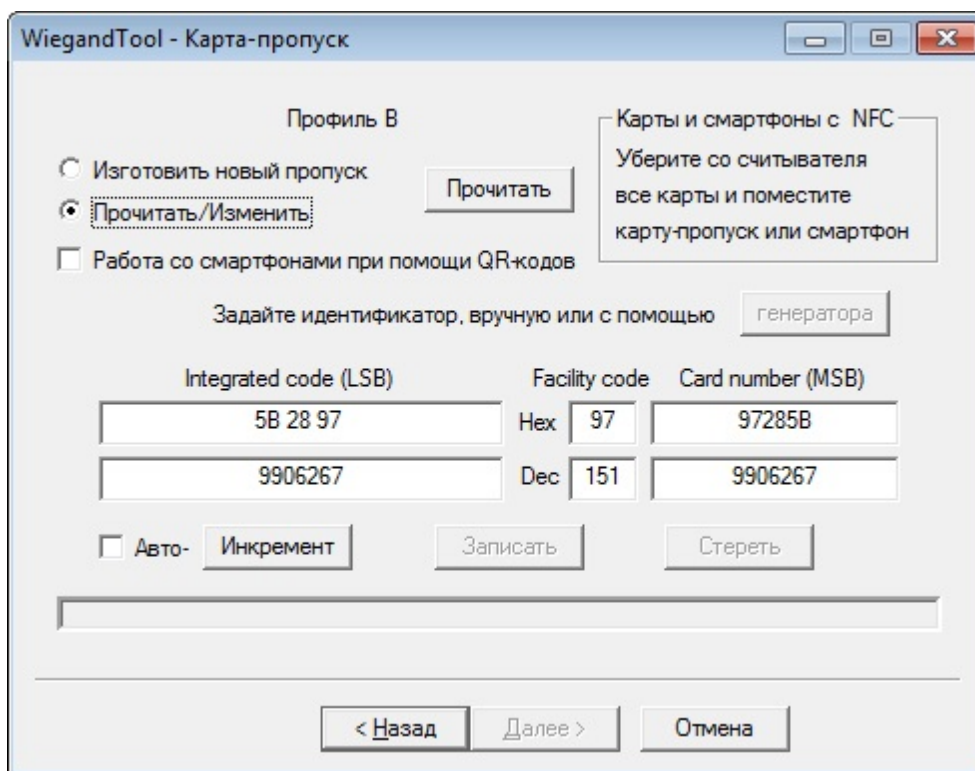 WiegandTool - Карта-пропуск
Профиль B
Изготовить новый пропуск
Прочитать/Изменить
Прочитать
Карты и смартфоны с NFC
Уберите со считывателя
все карты и поместите
карту-пропуск или смартфон
Работа со смартфонами при помощи QR-кодов
Задайте идентификатор, вручную или с помощью генератора
Integrated code (LSB) Facility code Card number (MSB)
5B 28 97 Hex 97 97285B
9906267 Dec 151 9906267
Авто- Инкремент Записать Стереть
< Назад Далее > Отмена